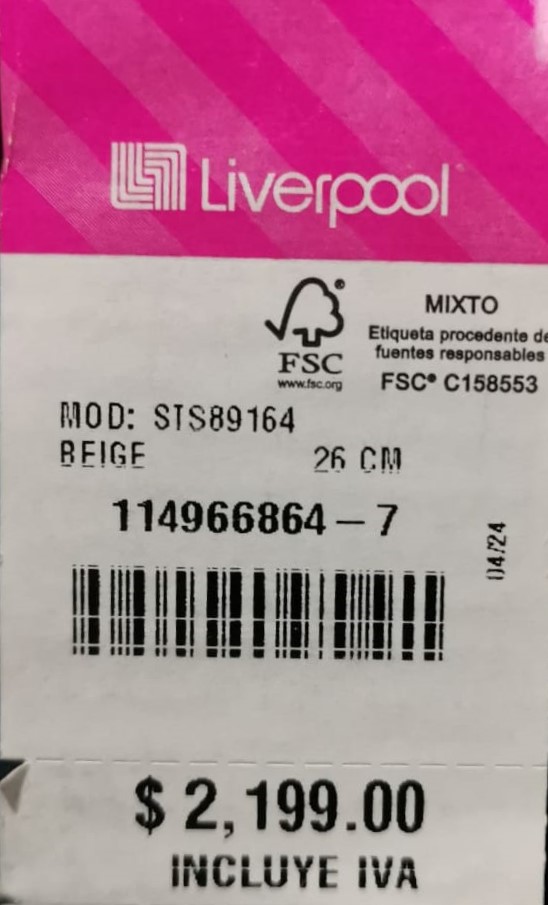 Liverpool
FSC®
www.fsc.org
MIXTO
Etiqueta procedente de
fuentes responsables
FSC® C158553
MOD: STS89164
BEIGE 26 CM
114966864-7
04/24
$ 2,199.00
INCLUYE IVA